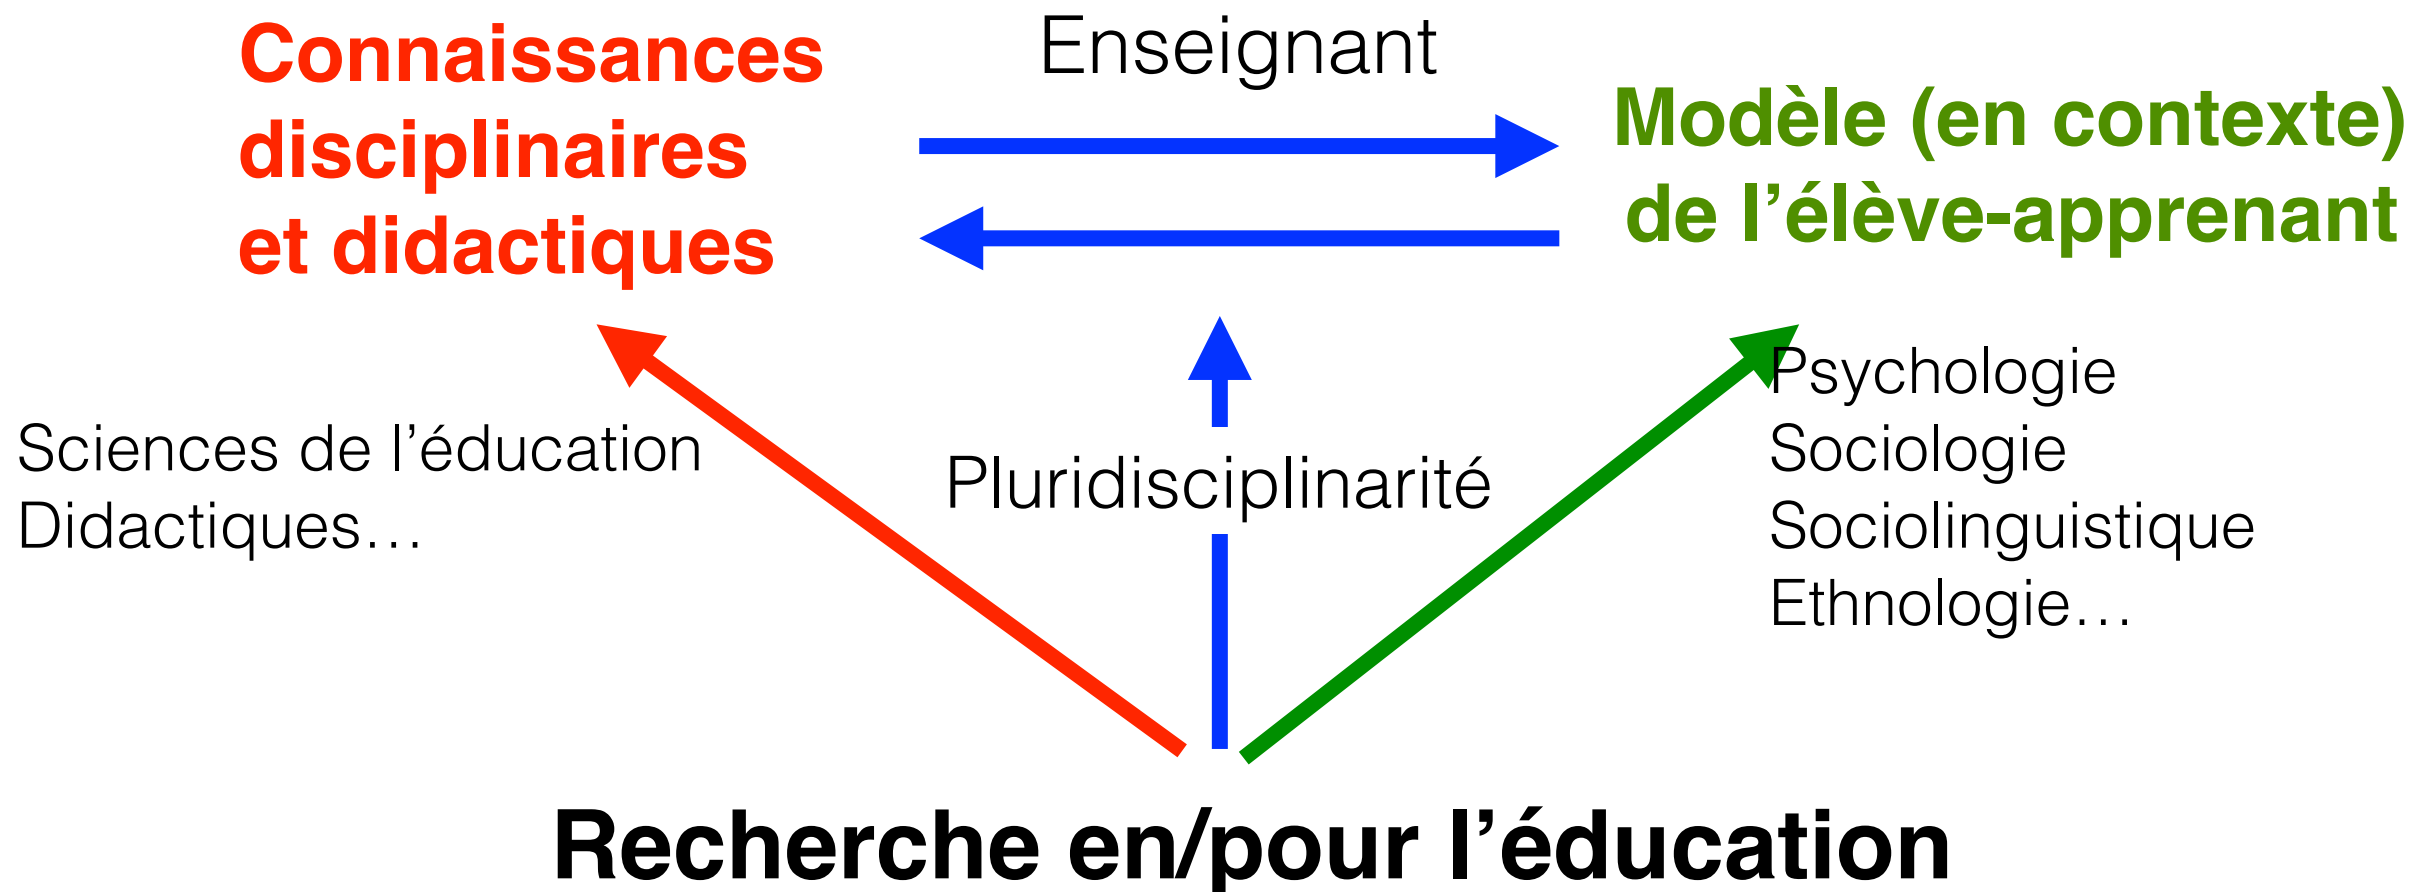 Connaissances
disciplinaires
et didactiques
Enseignant
Modèle (en contexte)
de l’élève-apprenant
Sciences de l’éducation
Didactiques…
Pluridisciplinarité
Psychologie
Sociologie
Sociolinguistique
Ethnologie…
Recherche en/pour l’éducation